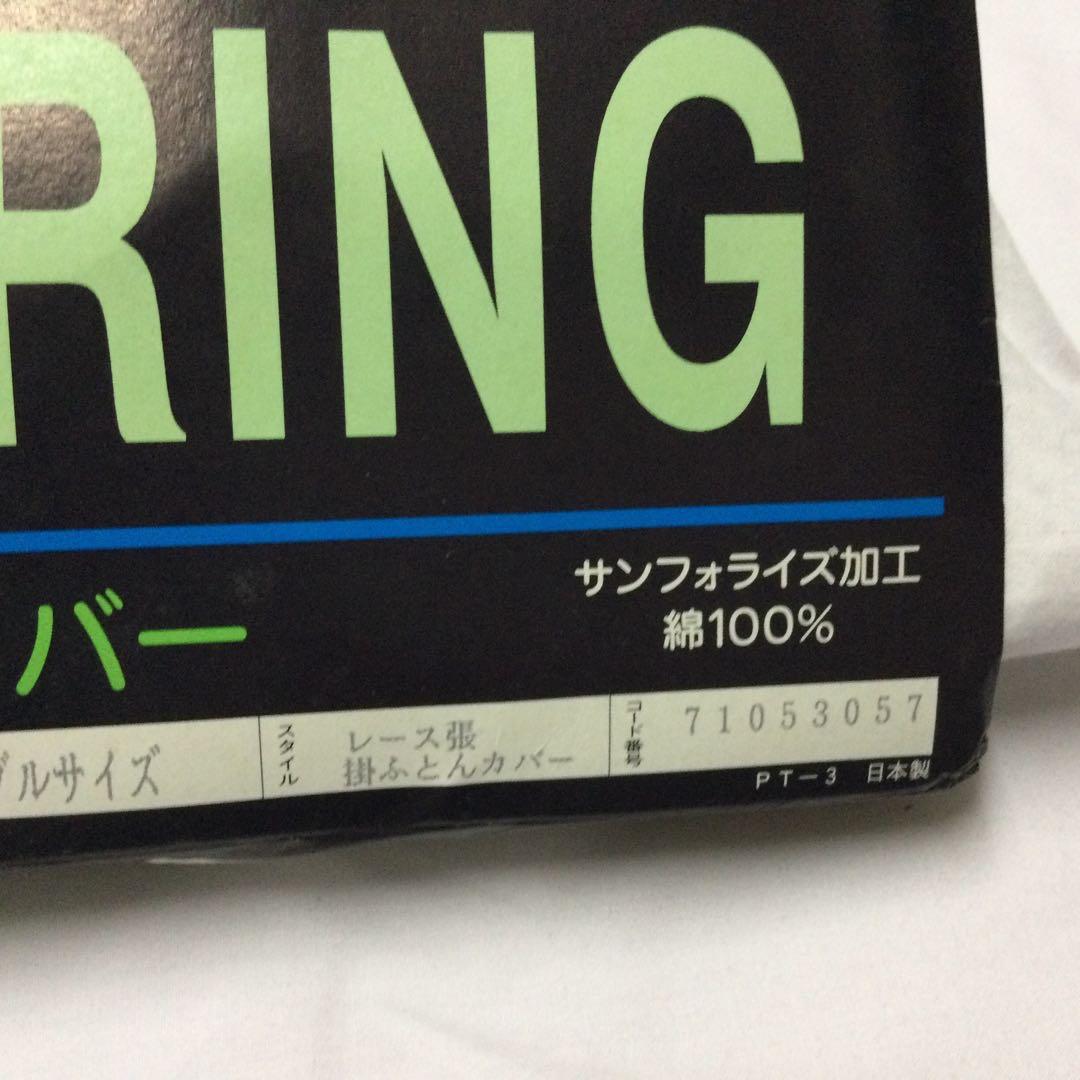 RING
バー
サンフォライズ加工
綿100%
ブルサイズ
スタイル
レース張
掛ふとんカバー
コード番号
71053057
PT-3 日本製